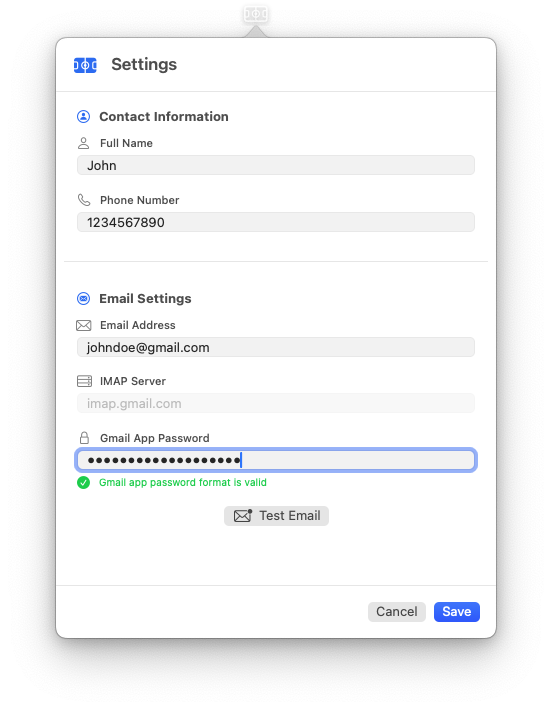 Settings
Contact Information
Full Name
John
Phone Number
1234567890
Email Settings
Email Address
johndoe@gmail.com
IMAP Server
imap.gmail.com
Gmail App Password
●●●●●●●●●●●●●●●●●●●
Gmail app password format is valid
Test Email
Cancel
Save